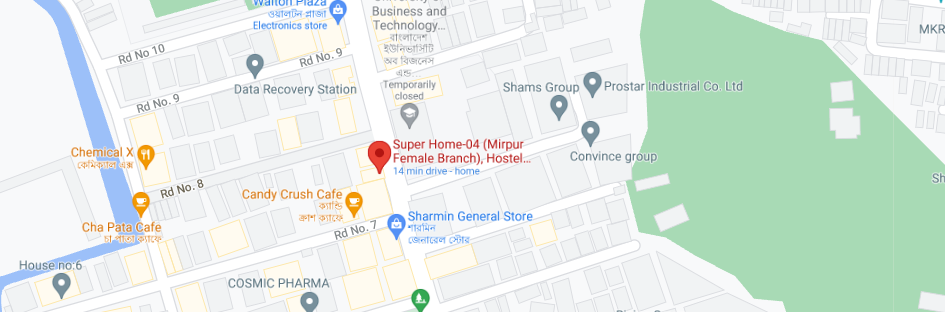 Walton Plaza
ওয়ালটন প্লাজা
Electronics store
Business and
Technology...
বাংলাদেশ
ইউনিভার্সিটি
অব বিজনেস
এন্ড...
Temporarily
closed
Rd No. 10
Rd No. 9
Rd No. 9
Data Recovery Station
Shams Group
Prostar Industrial Co. Ltd
MKR
Convince group
Super Home-04 (Mirpur
Female Branch), Hostel...
14 min drive - home
Chemical X
কেমিক্যাল এক্স
Rd No. 8
Candy Crush Cafe
ক্যান্ডি
ক্রাশ ক্যাফে
Sh
Cha Pata Cafe
চা পাতা ক্যাফে
Rd No. 7
Sharmin General Store
শারমিন
জেনারেল স্টোর
House no:6
COSMIC PHARMA